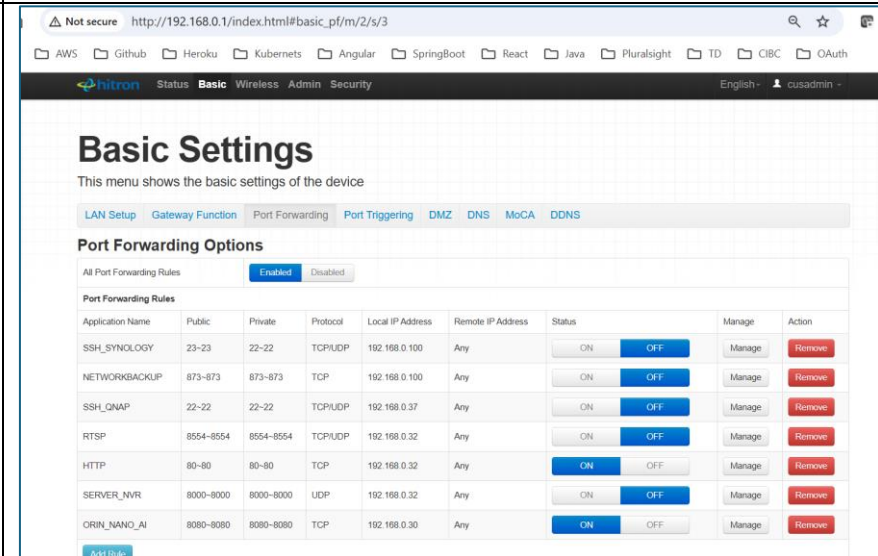 Not secure http://192.168.0.1/index.html#basic_pf/m/2/s/3
AWS Github Heroku Kubernets Angular SpringBoot React Java Pluralsight TD CIBC OAuth
hitron Status Basic Wireless Admin Security English cusadmin
Basic Settings
This menu shows the basic settings of the device
LAN Setup Gateway Function Port Forwarding Port Triggering DMZ DNS MoCA DDNS
Port Forwarding Options
All Port Forwarding Rules Enabled Disabled
Port Forwarding Rules
Application Name Public Private Protocol Local IP Address Remote IP Address Status Manage Action
SSH_SYNOLOGY 23~23 22~22 TCP/UDP 192.168.0.100 Any ON OFF Manage Remove
NETWORKBACKUP 873~873 873~873 TCP 192.168.0.100 Any ON OFF Manage Remove
SSH_QNAP 22~22 22~22 TCP/UDP 192.168.0.37 Any ON OFF Manage Remove
RTSP 8554~8554 8554~8554 TCP/UDP 192.168.0.32 Any ON OFF Manage Remove
HTTP 80~80 80~80 TCP 192.168.0.32 Any ON OFF Manage Remove
SERVER_NVR 8000~8000 8000~8000 UDP 192.168.0.32 Any ON OFF Manage Remove
ORIN_NANO_AI 8080~8080 8080~8080 TCP 192.168.0.30 Any ON OFF Manage Remove
Add Rule